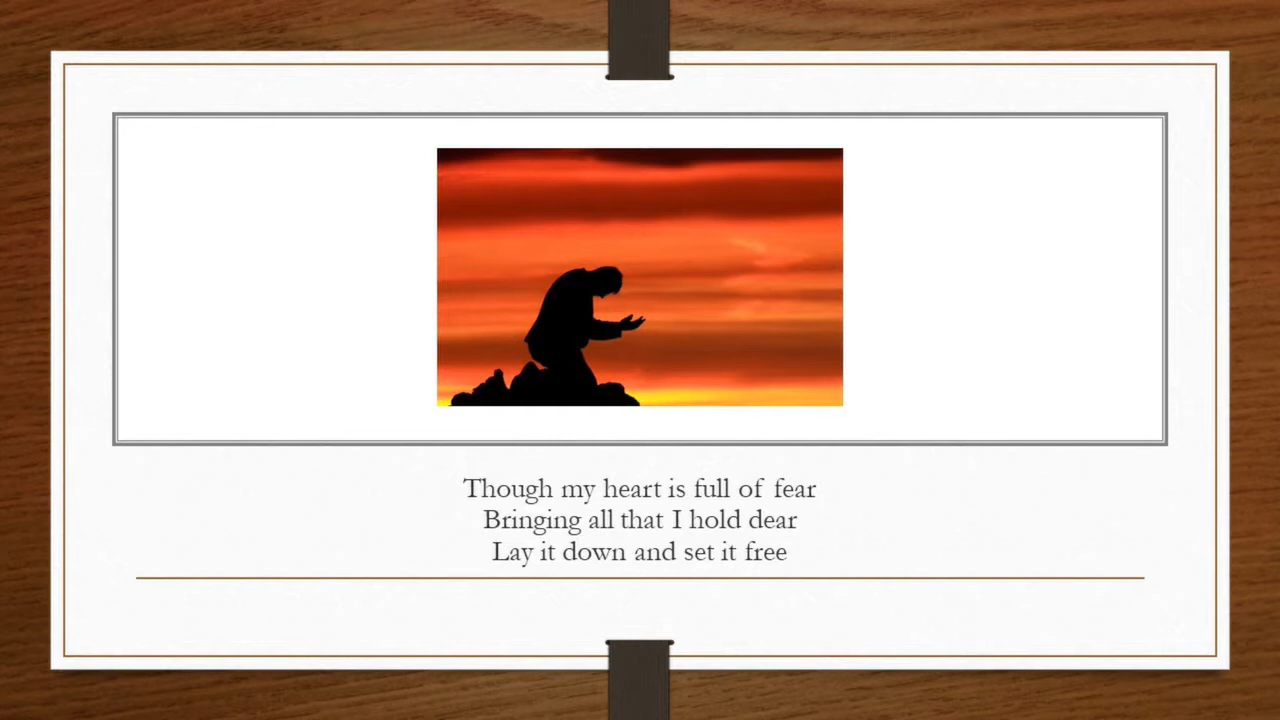 Though my heart is full of fear
Bringing all that I hold dear
Lay it down and set it free